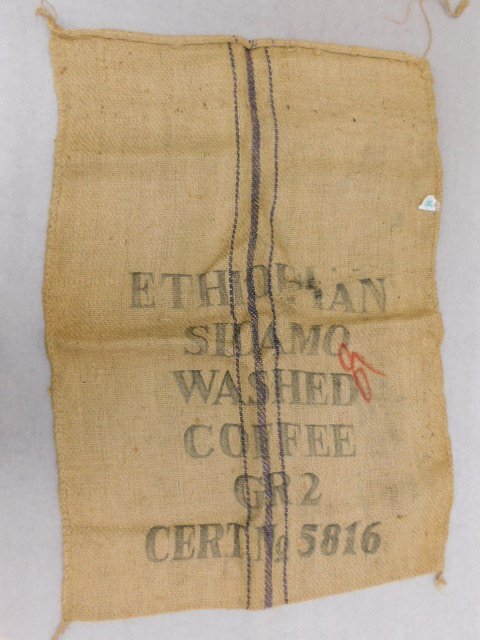 ETHIOPIAN
SIDAMO
WASHED
COFFEE
GR 2
CERT No 5816